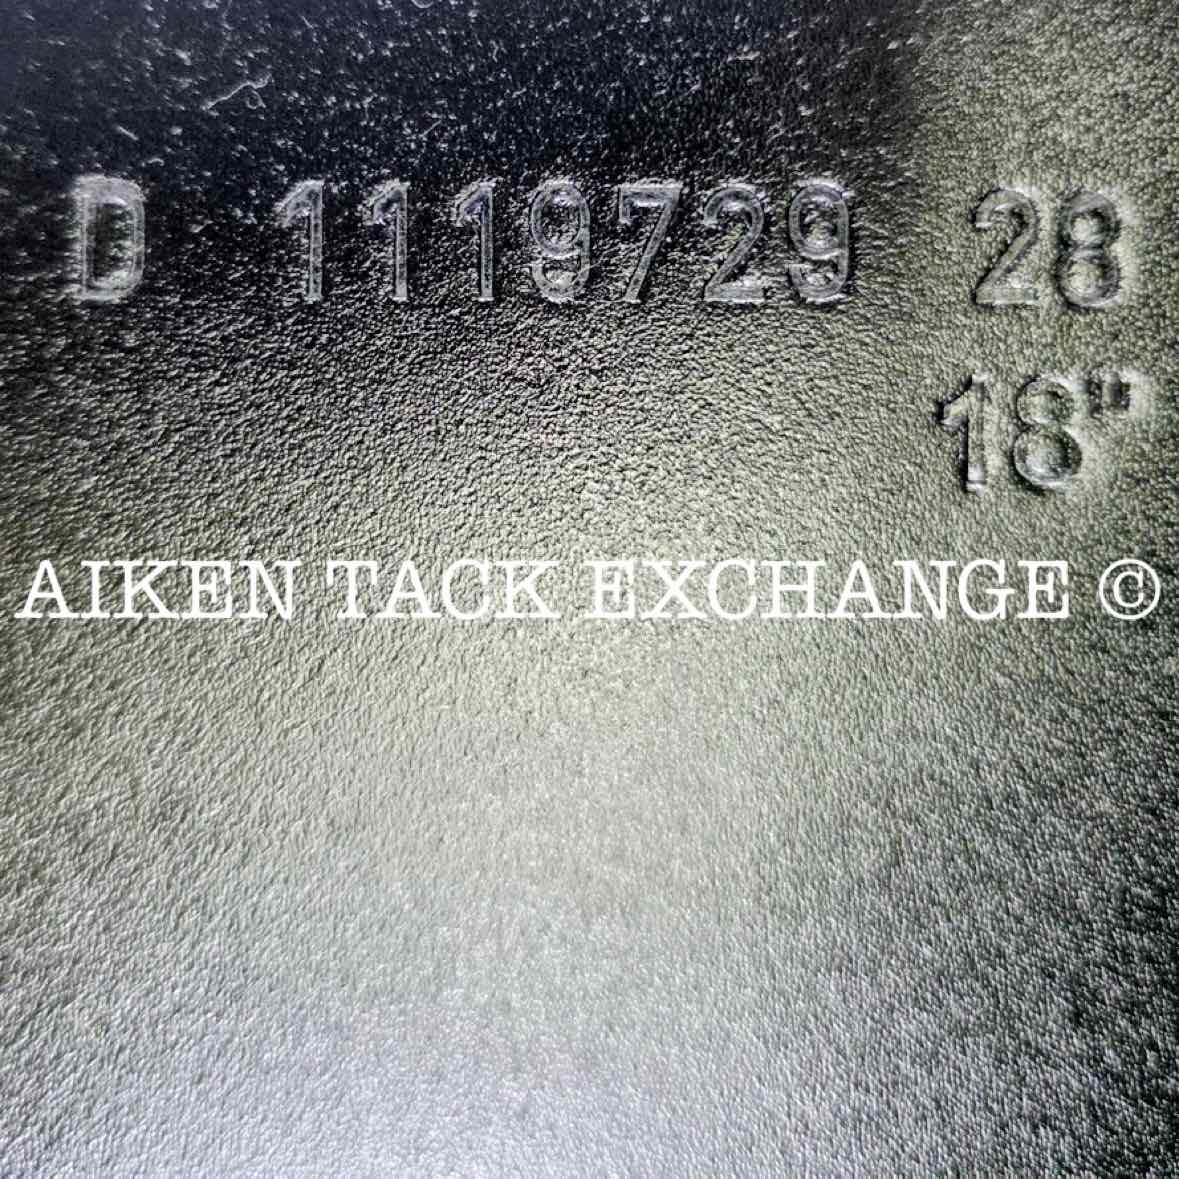 D 1119729 28
18"
AIKEN TACK EXCHANGE ©